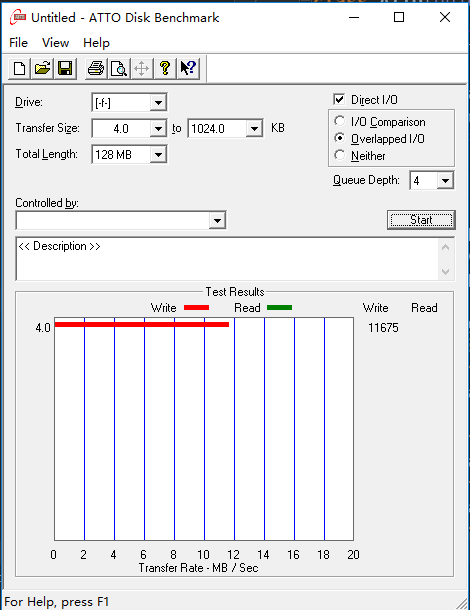 Untitled - ATTO Disk Benchmark
File View Help
Drive: [-f-] Direct I/O
Transfer Size: 4.0 to 1024.0 KB
I/O Comparison
Overlapped I/O
Total Length: 128 MB
Neither
Queue Depth: 4
Controlled by:
Start
<< Description >>
Test Results
Write Read Write Read
4.0 11675
0 2 4 6 8 10 12 14 16 18 20
Transfer Rate - MB / Sec
For Help, press F1